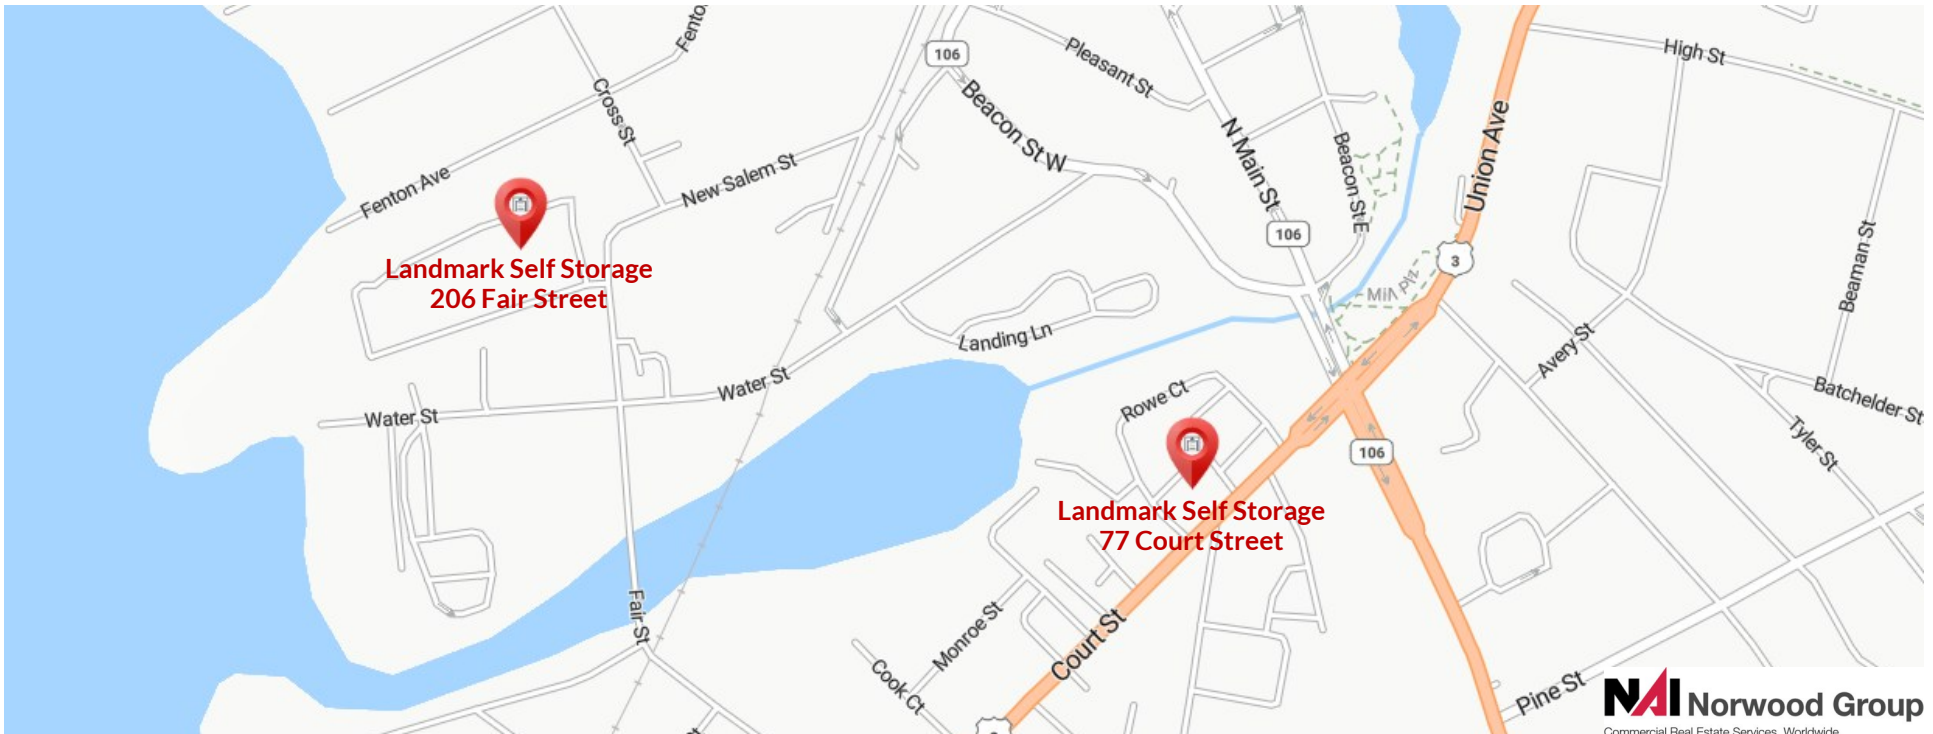 Fento
106
High St
Pleasant St
Cross St
Beacon St W
N Main St
Beacon St E
Union Ave
New Salem St
Fenton Ave
106
3
Beaman St
Landmark Self Storage
206 Fair Street
Mill Plz
Landing Ln
Avery St
Water St
Water St
Rowe Ct
Batchelder St
Tyler St
106
Landmark Self Storage
77 Court Street
Fair St
Monroe St
Court St
Cook Ct
Pine St
NAI Norwood Group
Commercial Real Estate Services, Worldwide